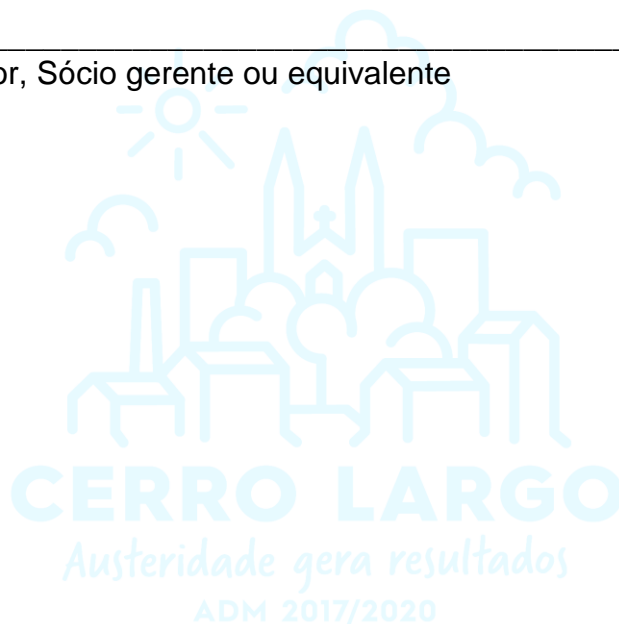 or, Sócio gerente ou equivalente
CERRO LARGO
Austeridade gera resultados
ADM 2017/2020